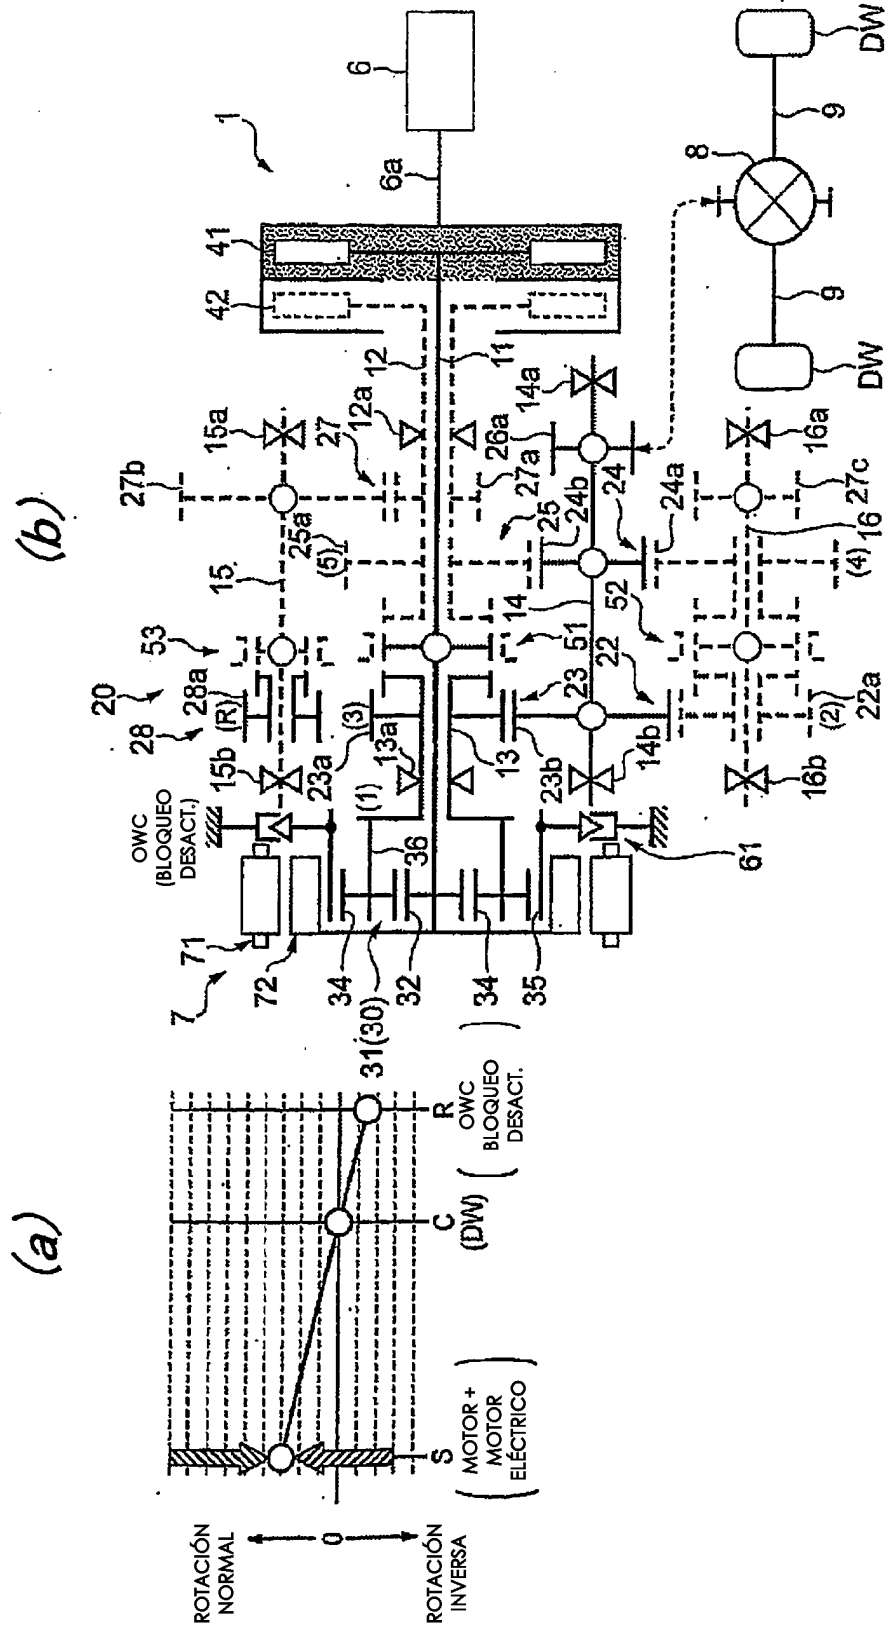 (a)
ROTACIÓN
NORMAL
0
ROTACIÓN
INVERSA
S
(MOTOR +
MOTOR
ELÉCTRICO)
C
(DW)
R
(OWC
BLOQUEO
DESACT.)
(b)
1
6
6a
41
42
12
11
12a
15a
27
27b
27a
25a
(5)
15
25
24b
26a
14a
24
24a
16a
27c
16
(4)
52
51
14
53
20
28
28a
(R)
22
23
(3)
23a
13a
13
23b
14b
22a
(2)
16b
15b
(1)
36
OWC
(BLOQUEO
DESACT.)
61
71
7
72
34
31(30)
32
34
35
8
9
9
DW
DW